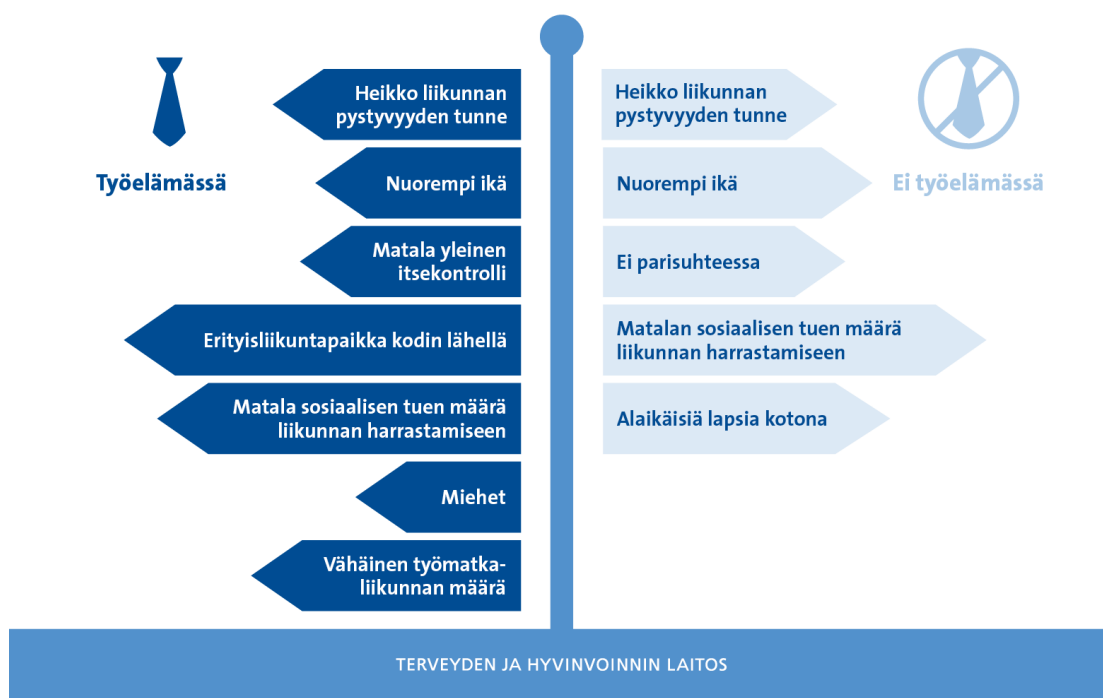 Työelämässä
Heikko liikunnan
pystyvyyden tunne
Nuorempi ikä
Matala yleinen
itsekontrolli
Erityisliikuntapaikka kodin lähellä
Matala sosiaalisen tuen määrä
liikunnan harrastamiseen
Miehet
Vähäinen työmatka-
liikunnan määrä
Ei työelämässä
Heikko liikunnan
pystyvyyden tunne
Nuorempi ikä
Ei parisuhteessa
Matalan sosiaalisen tuen määrä
liikunnan harrastamiseen
Alaikäisiä lapsia kotona
TERVEYDEN JA HYVINVOINNIN LAITOS